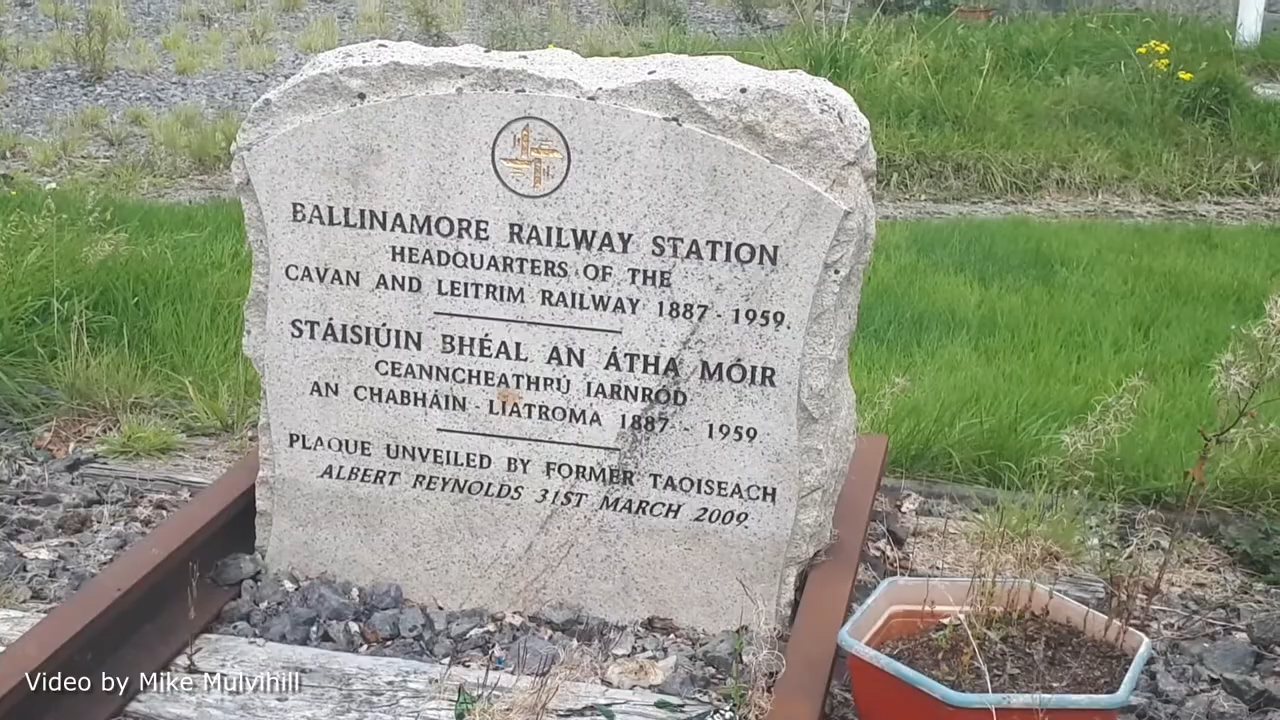 BALLINAMORE RAILWAY STATION
HEADQUARTERS OF THE
CAVAN AND LEITRIM RAILWAY 1887 - 1959.
STÁISIÚIN BHÉAL AN ÁTHA MÓIR
CEANNCHEATHRÚ IARNRÓD
AN CHABHÁIN - LIATROMA 1887 - 1959
PLAQUE UNVEILED BY FORMER TAOISEACH
ALBERT REYNOLDS 31ST MARCH 2009.
Video by Mike Mulvihill